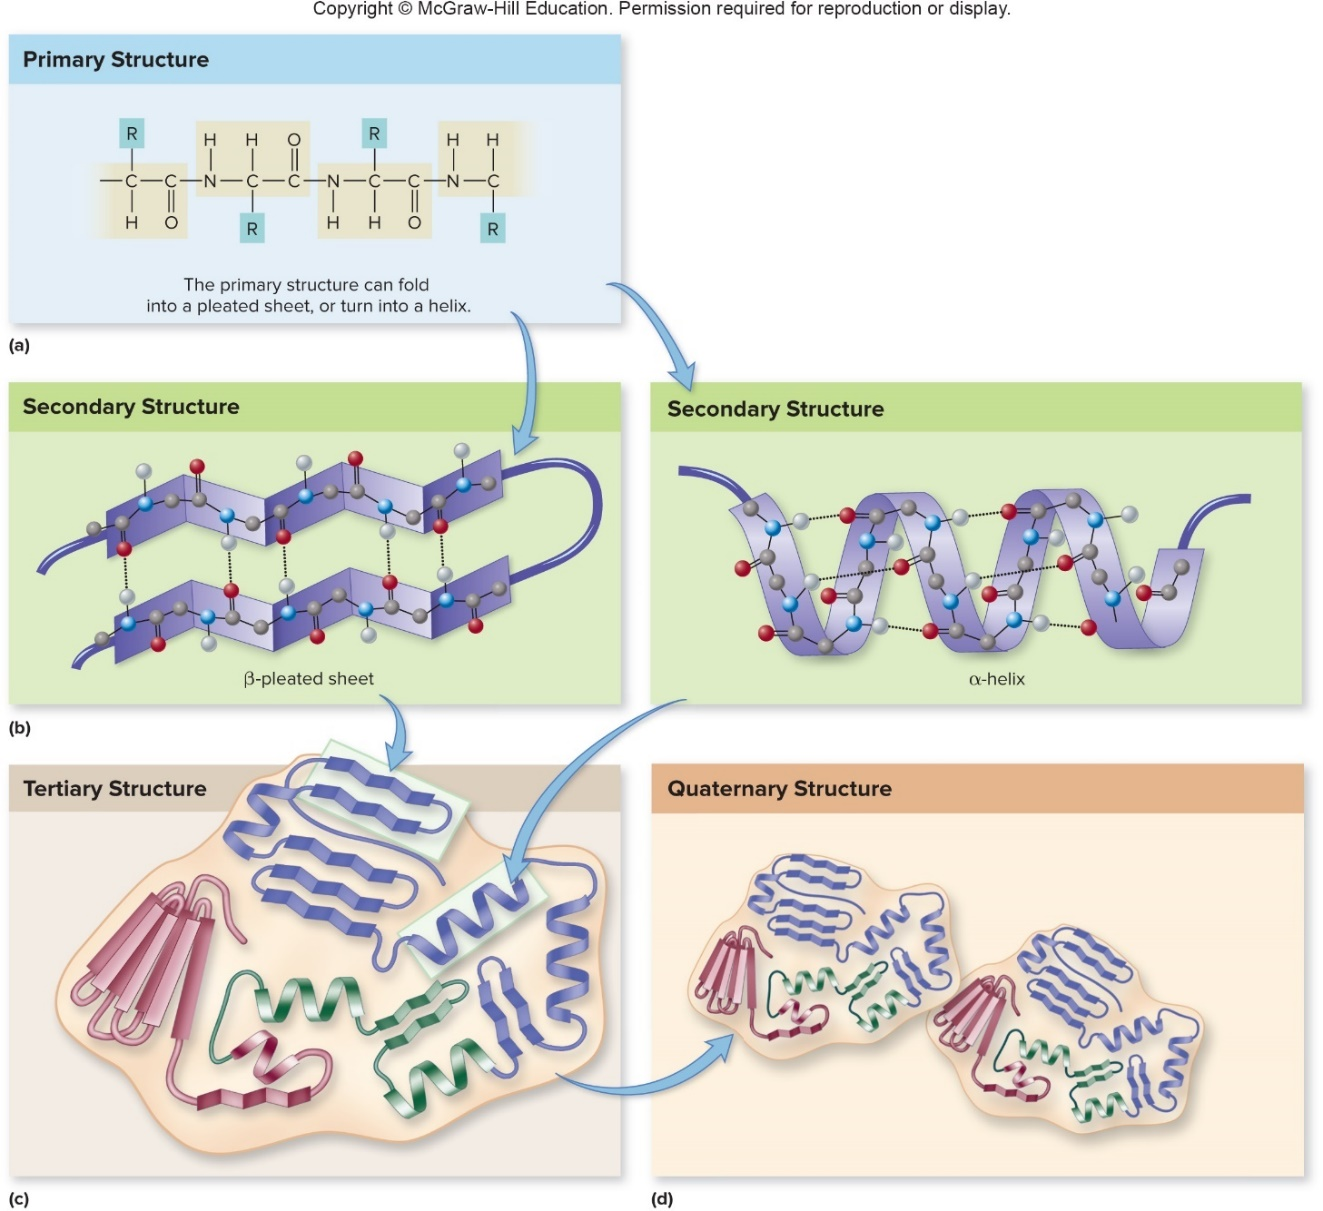 Copyright © McGraw-Hill Education. Permission required for reproduction or display.
Primary Structure
R H H O R H H
C C N C C N C C N C
H O R H H O R
The primary structure can fold
into a pleated sheet, or turn into a helix.
(a)
Secondary Structure
β-pleated sheet
Secondary Structure
α-helix
(b)
Tertiary Structure
(c)
Quaternary Structure
(d)